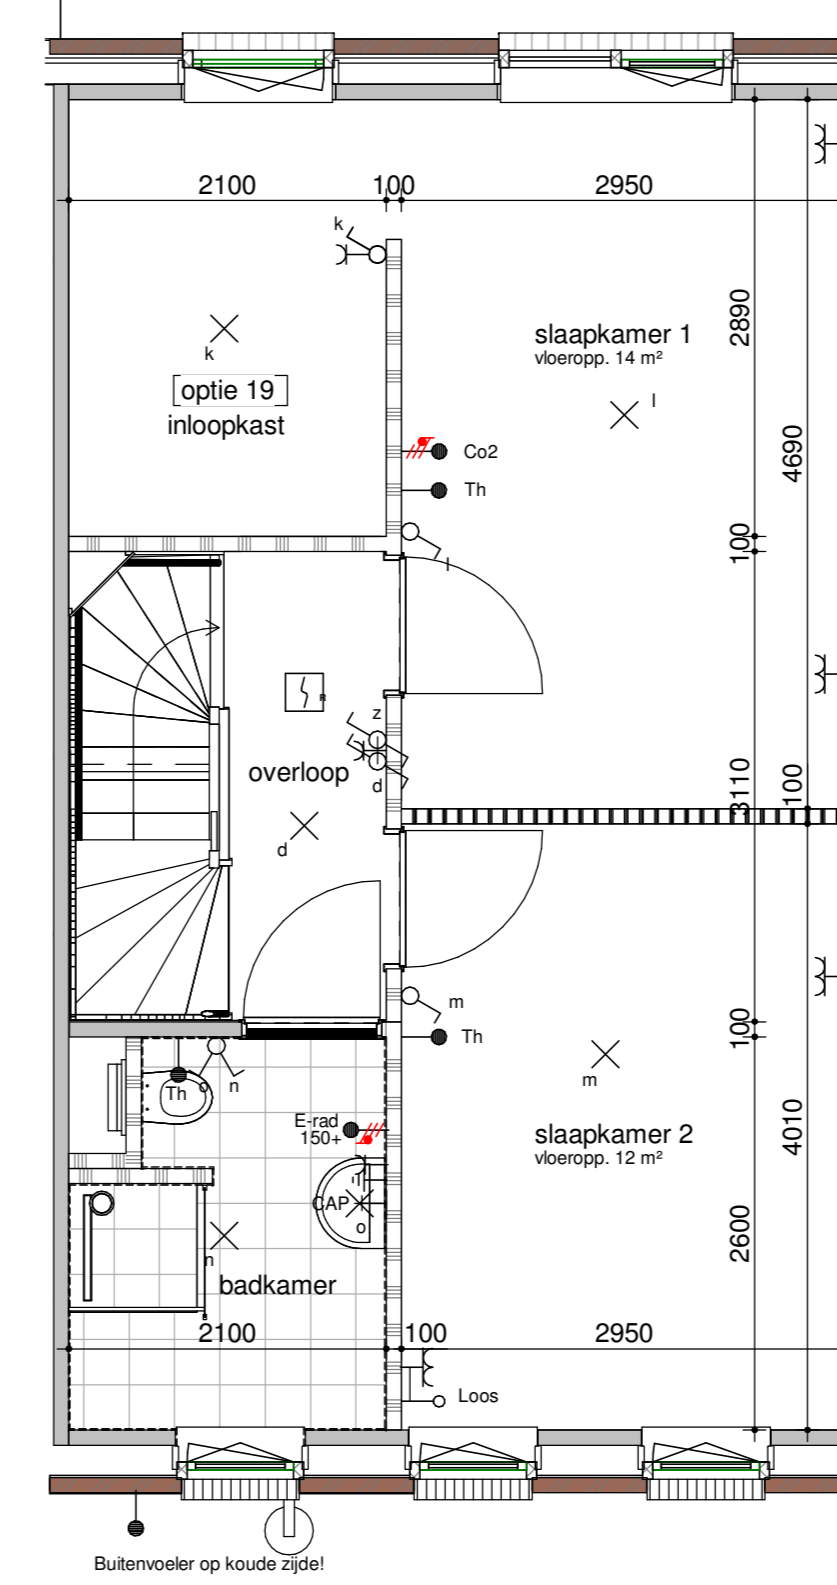 2100 100 2950
k
2890
slaapkamer 1
vloeropp. 14 m²
k
l
optie 19
inloopkast
4690
Co2
Th
100
l
z
overloop
d
3110
100
d
m
100
Th
o n
Th
m
E-rad
150+
slaapkamer 2
vloeropp. 12 m²
4010
CAP
o
2600
n
badkamer
2100 100 2950
Loos
Buitenvoeler op koude zijde!